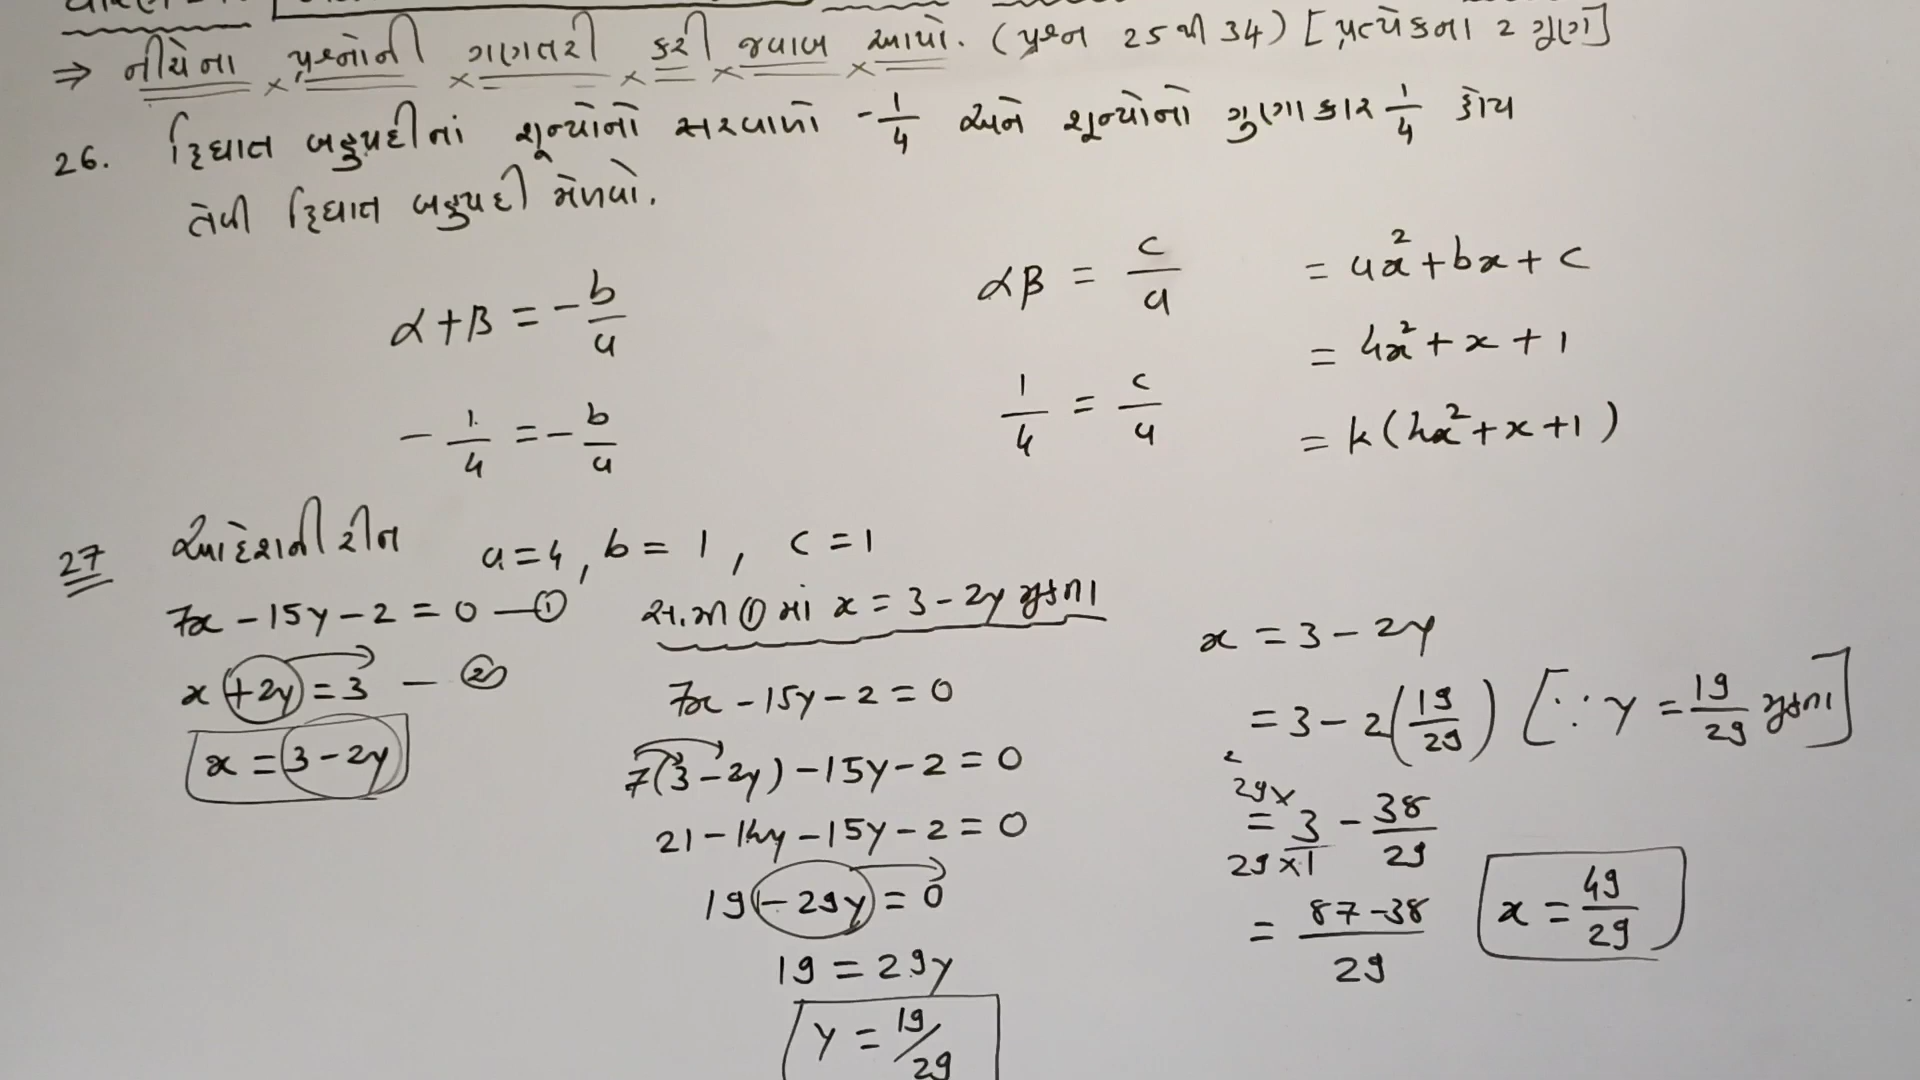 ⇒ નીચેના પ્રશ્નોની ગણતરી કરી જવાબ આપો. (પ્રશ્ન 25 થી 34) [પ્રત્યેકના 2 ગુણ]
26. દ્વિઘાત બહુપદીનાં શૂન્યોનો સરવાળો -1/4 અને શૂન્યોનો ગુણાકાર 1/4 હોય
તેવી દ્વિઘાત બહુપદી મેળવો.
α+β = -b/a
-1/4 = -b/a
αβ = c/a
1/4 = c/a
= ax²+bx+c
= 4x²+x+1
= k(4x²+x+1)
a=4, b=1, c=1
27 આદેશની રીત
7x-15y-2=0 —①
x+2y=3 — ②
x=3-2y
સ.મ ① માં x=3-2y મૂકતા
7x-15y-2=0
7(3-2y)-15y-2=0
21-14y-15y-2=0
19-29y=0
19=29y
y=19/29
x=3-2y
=3-2(19/29) [∵ y=19/29 મૂકતા]
29×
= 3/1 - 38/29
29×
= 87-38/29
x=49/29